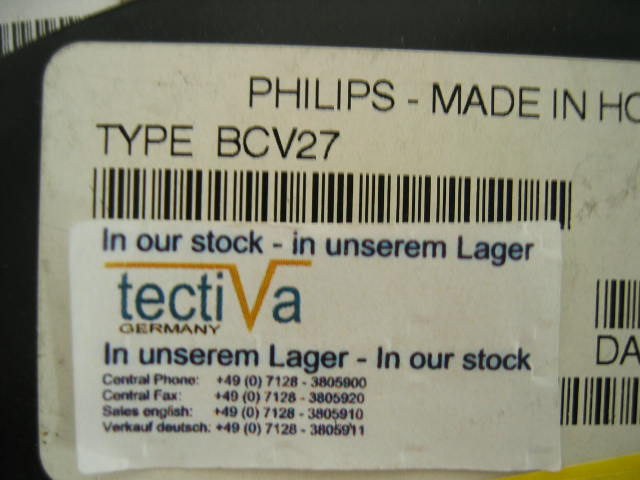 PHILIPS - MADE IN HO
TYPE BCV27
In our stock - in unserem Lager
tectiVa
GERMANY
In unserem Lager - In our stock
DA
Central Phone: +49 (0) 7128 - 3805900
Central Fax: +49 (0) 7128 - 3805920
Sales english: +49 (0) 7128 - 3805910
Verkauf deutsch: +49 (0) 7128 - 3805911